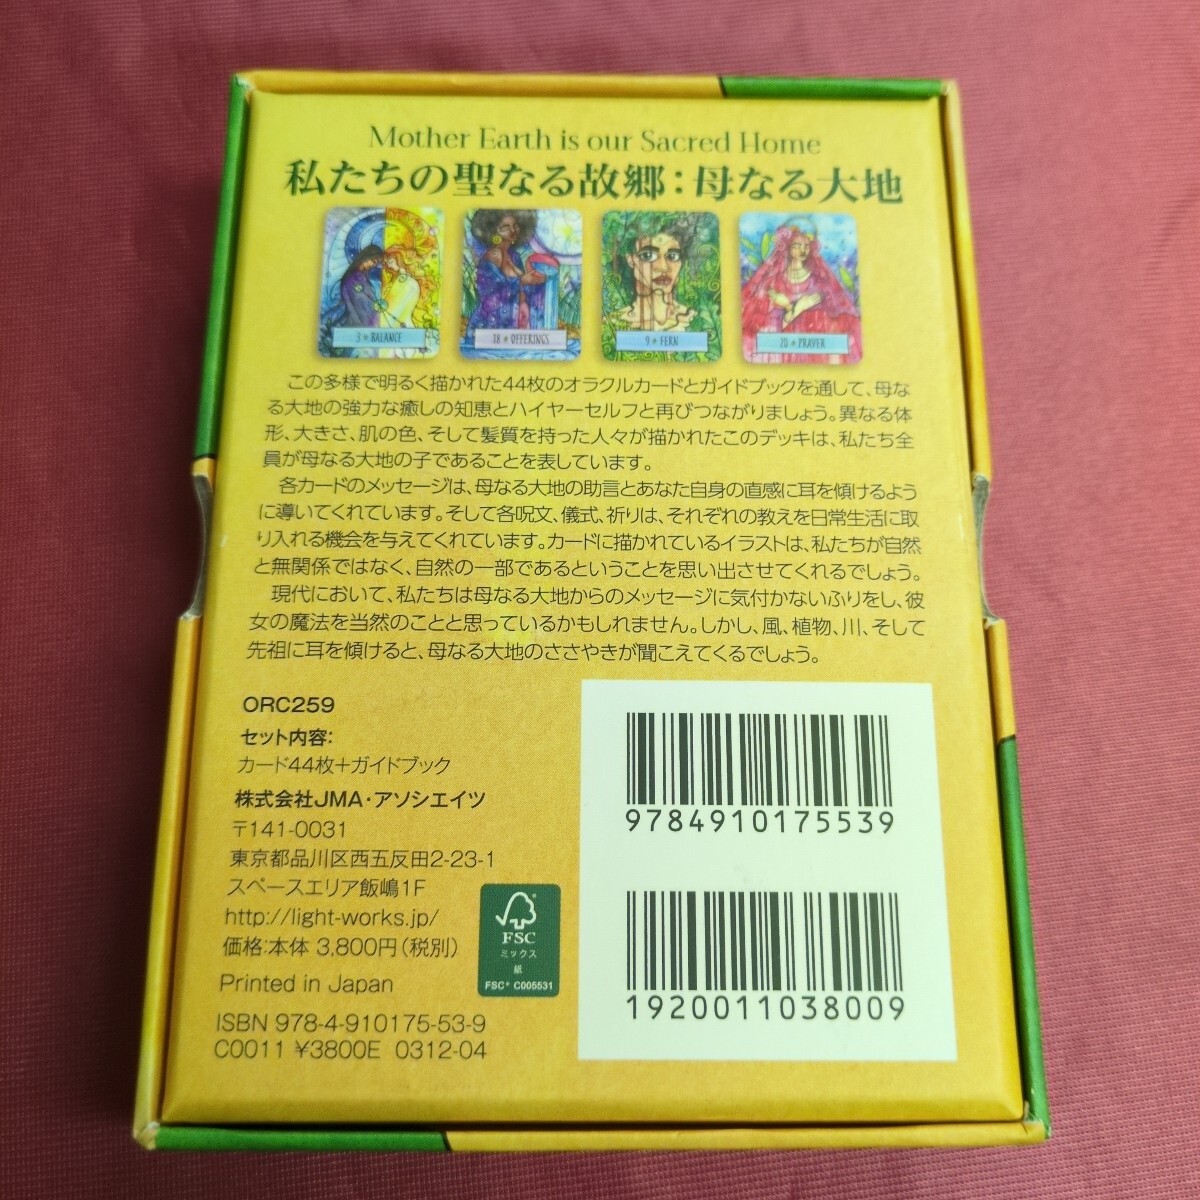 Mother Earth is our Sacred Home
私たちの聖なる故郷：母なる大地
3 * BALANCE
18 * OFFERINGS
9 * FERN
20 * PRAYER
この多様で明るく描かれた44枚のオラクルカードとガイドブックを通して、母な
る大地の強力な癒しの知恵とハイヤーセルフと再びつながりましょう。異なる体
形、大きさ、肌の色、そして髪質を持った人々が描かれたこのデッキは、私たち全
員が母なる大地の子であることを表しています。
各カードのメッセージは、母なる大地の助言とあなた自身の直感に耳を傾けるよう
に導いてくれています。そして各呪文、儀式、祈りは、それぞれの教えを日常生活に取
り入れる機会を与えてくれています。カードに描かれているイラストは、私たちが自然
と無関係ではなく、自然の一部であるということを思い出させてくれるでしょう。
現代において、私たちは母なる大地からのメッセージに気付かないふりをし、彼
女の魔法を当然のことと思っているかもしれません。しかし、風、植物、川、そして
先祖に耳を傾けると、母なる大地のささやきが聞こえてくるでしょう。
ORC259
セット内容:
カード44枚＋ガイドブック
株式会社JMA・アソシエイツ
〒141-0031
東京都品川区西五反田2-23-1
スペースエリア飯嶋1F
http://light-works.jp/
価格:本体 3,800円（税別）
Printed in Japan
ISBN 978-4-910175-53-9
C0011 ¥3800E 0312-04
FSC
ミックス
紙
FSC® C005531
9784910175539
1920011038009